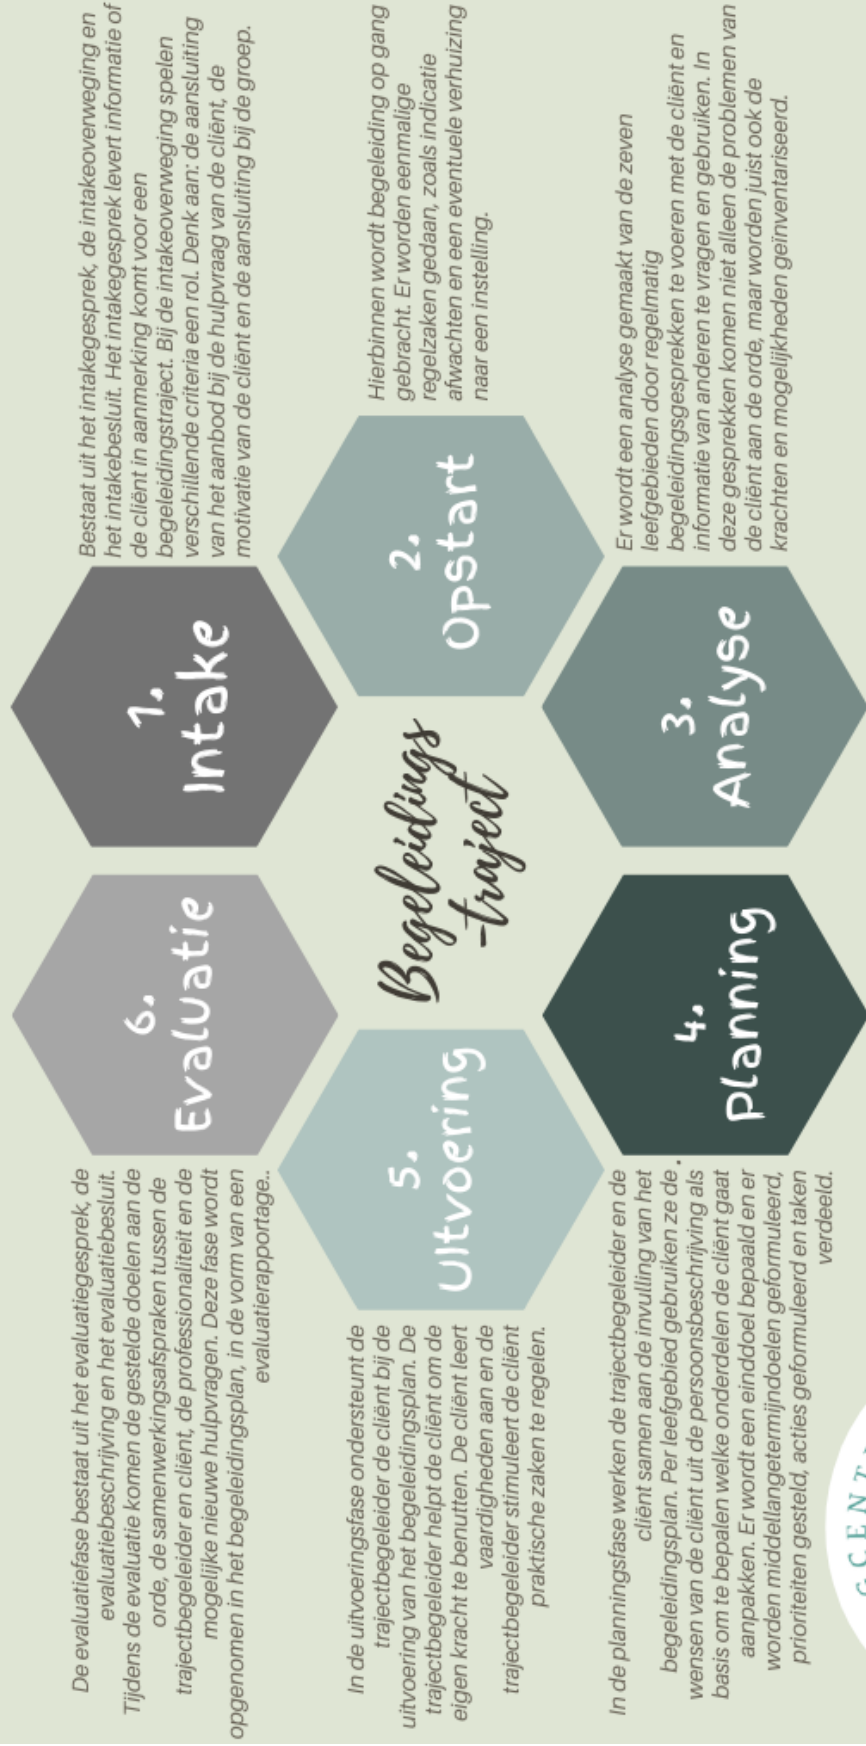 Bestaat uit het intakegesprek, de intakeoverweging en
het intakebesluit. Het intakegesprek levert informatie of
de cliënt in aanmerking komt voor een
begeleidingstraject. Bij de intakeoverweging spelen
verschillende criteria een rol. Denk aan: de aansluiting
van het aanbod bij de hulpvraag van de cliënt, de
motivatie van de cliënt en de aansluiting bij de groep.
1.
Intake
Hierbinnen wordt begeleiding op gang
gebracht. Er worden eenmalige
regelzaken gedaan, zoals indicatie
afwachten en een eventuele verhuizing
naar een instelling.
2.
Opstart
Er wordt een analyse gemaakt van de zeven
leefgebieden door regelmatig
begeleidingsgesprekken te voeren met de cliënt en
informatie van anderen te vragen en gebruiken. In
deze gesprekken komen niet alleen de problemen van
de cliënt aan de orde, maar worden juist ook de
krachten en mogelijkheden geïnventariseerd.
3.
Analyse
Begeleidings
-traject
4.
Planning
In de planningsfase werken de trajectbegeleider en de
cliënt samen aan de invulling van het
begeleidingsplan. Per leefgebied gebruiken ze de .
wensen van de cliënt uit de persoonsbeschrijving als
basis om te bepalen welke onderdelen de cliënt gaat
aanpakken. Er wordt een einddoel bepaald en er
worden middellangetermijndoelen geformuleerd,
prioriteiten gesteld, acties geformuleerd en taken
verdeeld.
5.
UItvoering
In de uitvoeringsfase ondersteunt de
trajectbegeleider de cliënt bij de
uitvoering van het begeleidingsplan. De
trajectbegeleider helpt de cliënt om de
eigen kracht te benutten. De cliënt leert
vaardigheden aan en de
trajectbegeleider stimuleert de cliënt
praktische zaken te regelen.
6.
Evaluatie
De evaluatiefase bestaat uit het evaluatiegesprek, de
evaluatiebeschrijving en het evaluatiebesluit.
Tijdens de evaluatie komen de gestelde doelen aan de
orde, de samenwerkingsafspraken tussen de
trajectbegeleider en cliënt, de professionaliteit en de
mogelijke nieuwe hulpvragen. Deze fase wordt
opgenomen in het begeleidingsplan, in de vorm van een
evaluatierapportage..